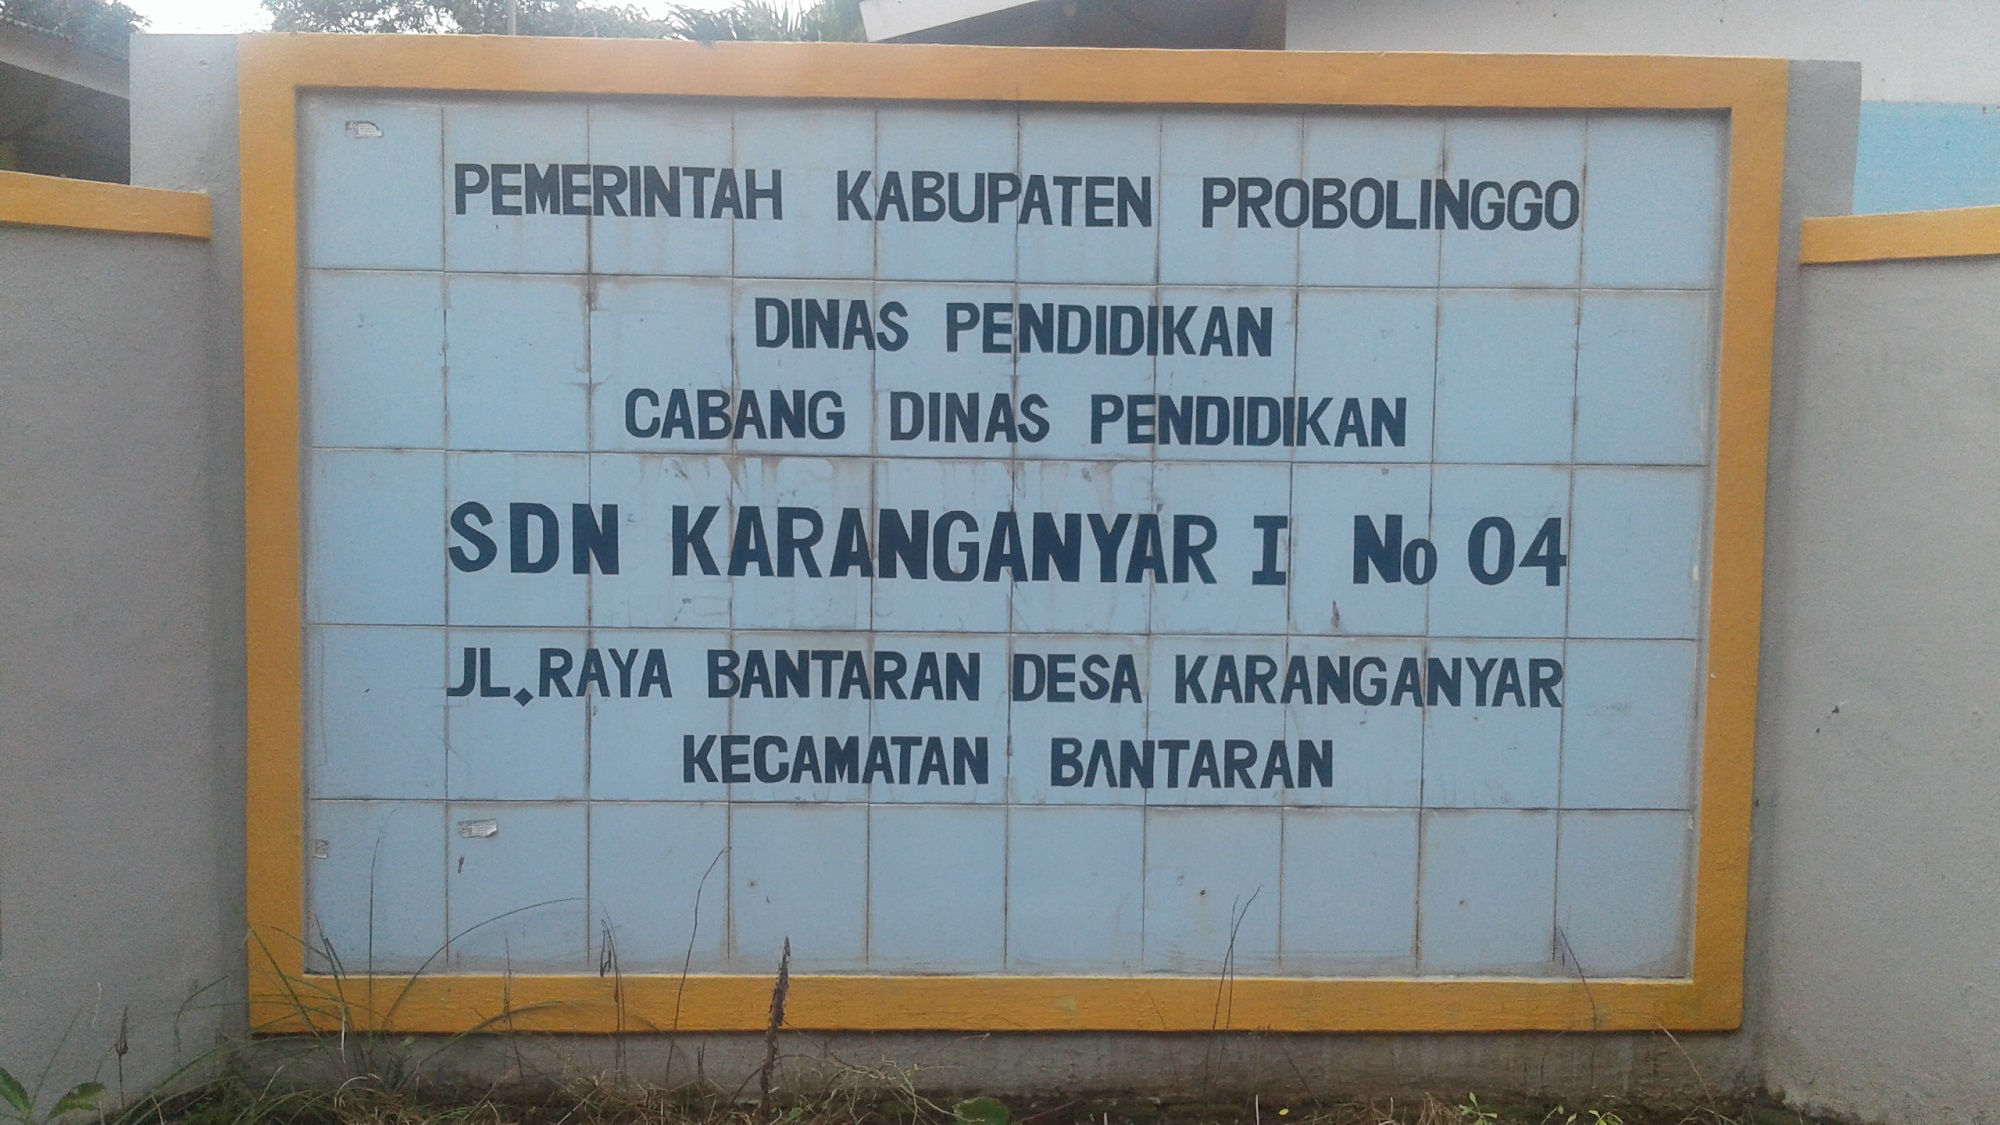 PEMERINTAH KABUPATEN PROBOLINGGO
DINAS PENDIDIKAN
CABANG DINAS PENDIDIKAN
SDN KARANGANYAR I No 04
JL.RAYA BANTARAN DESA KARANGANYAR
KECAMATAN BANTARAN